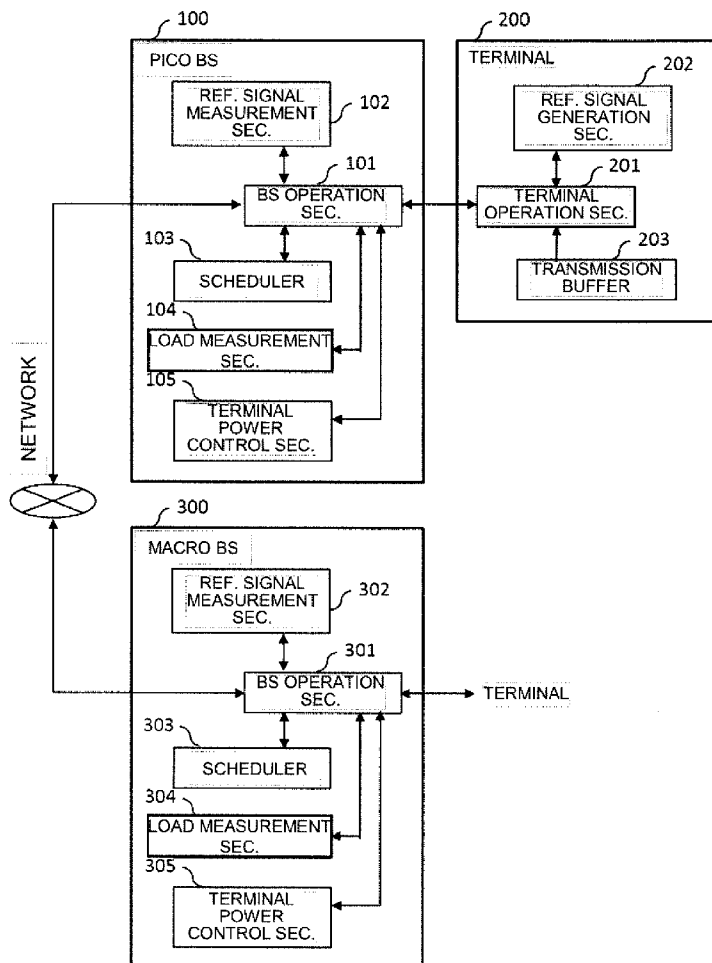 100
PICO BS
REF. SIGNAL
MEASUREMENT
SEC.
102
101
BS OPERATION
SEC.
103
SCHEDULER
104
LOAD MEASUREMENT
SEC.
105
TERMINAL
POWER
CONTROL SEC.
200
TERMINAL
202
REF. SIGNAL
GENERATION
SEC.
201
TERMINAL
OPERATION SEC.
203
TRANSMISSION
BUFFER
NETWORK
300
MACRO BS
REF. SIGNAL
MEASUREMENT
SEC.
302
301
BS OPERATION
SEC.
TERMINAL
303
SCHEDULER
304
LOAD MEASUREMENT
SEC.
305
TERMINAL
POWER
CONTROL SEC.